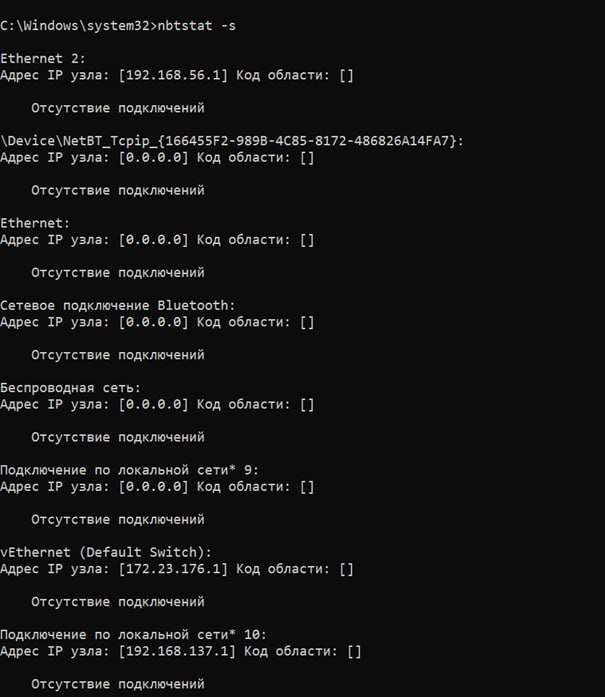 C:\Windows\system32>nbtstat -s
Ethernet 2:
Адрес IP узла: [192.168.56.1] Код области: []
Отсутствие подключений
\Device\NetBT_Tcpip_{166455F2-989B-4C85-8172-486826A14FA7}:
Адрес IP узла: [0.0.0.0] Код области: []
Отсутствие подключений
Ethernet:
Адрес IP узла: [0.0.0.0] Код области: []
Отсутствие подключений
Сетевое подключение Bluetooth:
Адрес IP узла: [0.0.0.0] Код области: []
Отсутствие подключений
Беспроводная сеть:
Адрес IP узла: [0.0.0.0] Код области: []
Отсутствие подключений
Подключение по локальной сети* 9:
Адрес IP узла: [0.0.0.0] Код области: []
Отсутствие подключений
vEthernet (Default Switch):
Адрес IP узла: [172.23.176.1] Код области: []
Отсутствие подключений
Подключение по локальной сети* 10:
Адрес IP узла: [192.168.137.1] Код области: []
Отсутствие подключений